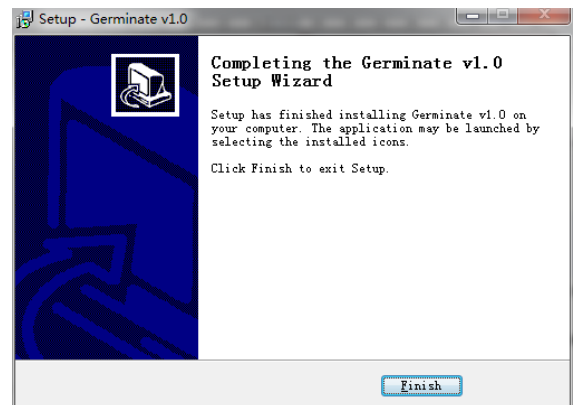 Setup - Germinate v1.0
Completing the Germinate v1.0
Setup Wizard
Setup has finished installing Germinate v1.0 on
your computer. The application may be launched by
selecting the installed icons.
Click Finish to exit Setup.
Finish